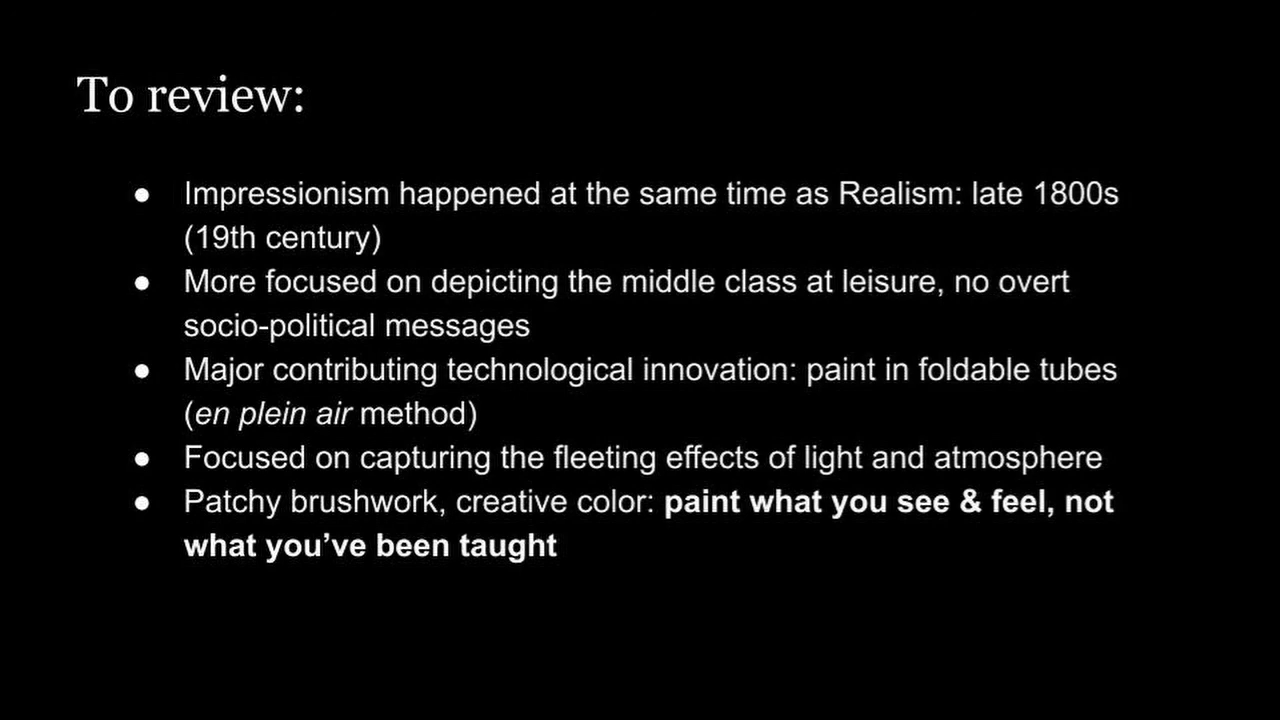 To review:
● Impressionism happened at the same time as Realism: late 1800s
(19th century)
● More focused on depicting the middle class at leisure, no overt
socio-political messages
● Major contributing technological innovation: paint in foldable tubes
(en plein air method)
● Focused on capturing the fleeting effects of light and atmosphere
● Patchy brushwork, creative color: paint what you see & feel, not
what you’ve been taught